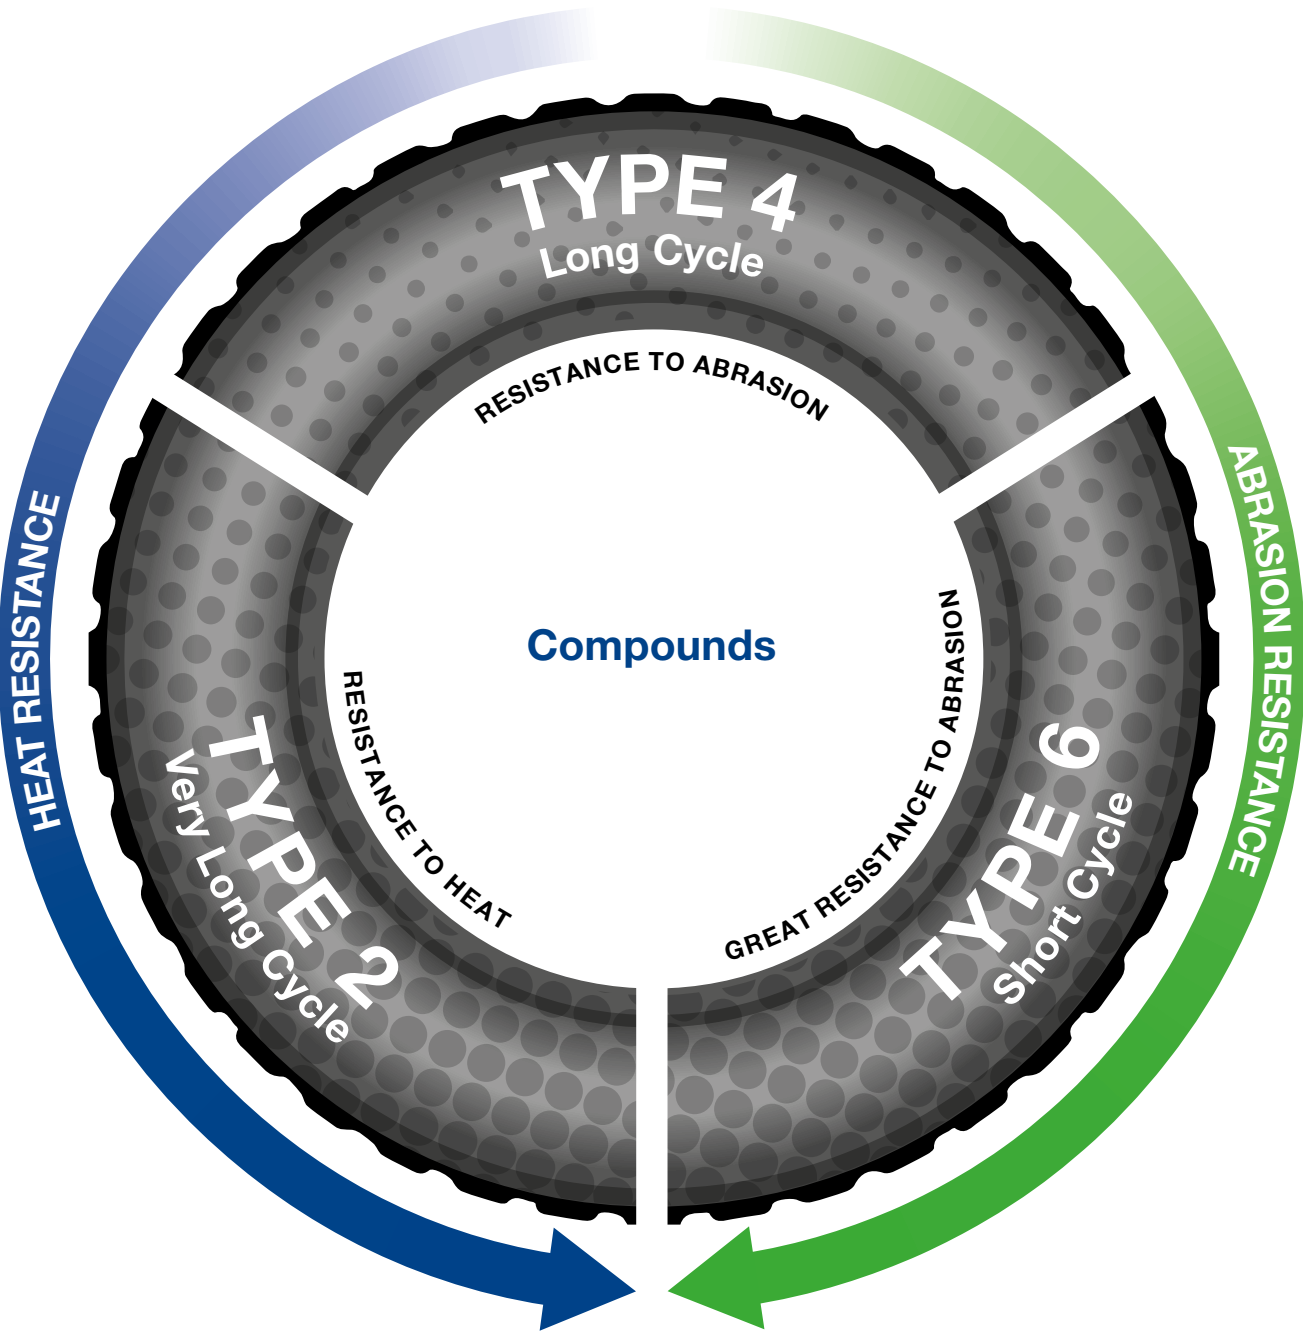 TYPE 4
Long Cycle
RESISTANCE TO ABRASION
HEAT RESISTANCE
ABRASION RESISTANCE
Compounds
TYPE 2
Very Long Cycle
RESISTANCE TO HEAT
GREAT RESISTANCE TO ABRASION
TYPE 6
Short Cycle